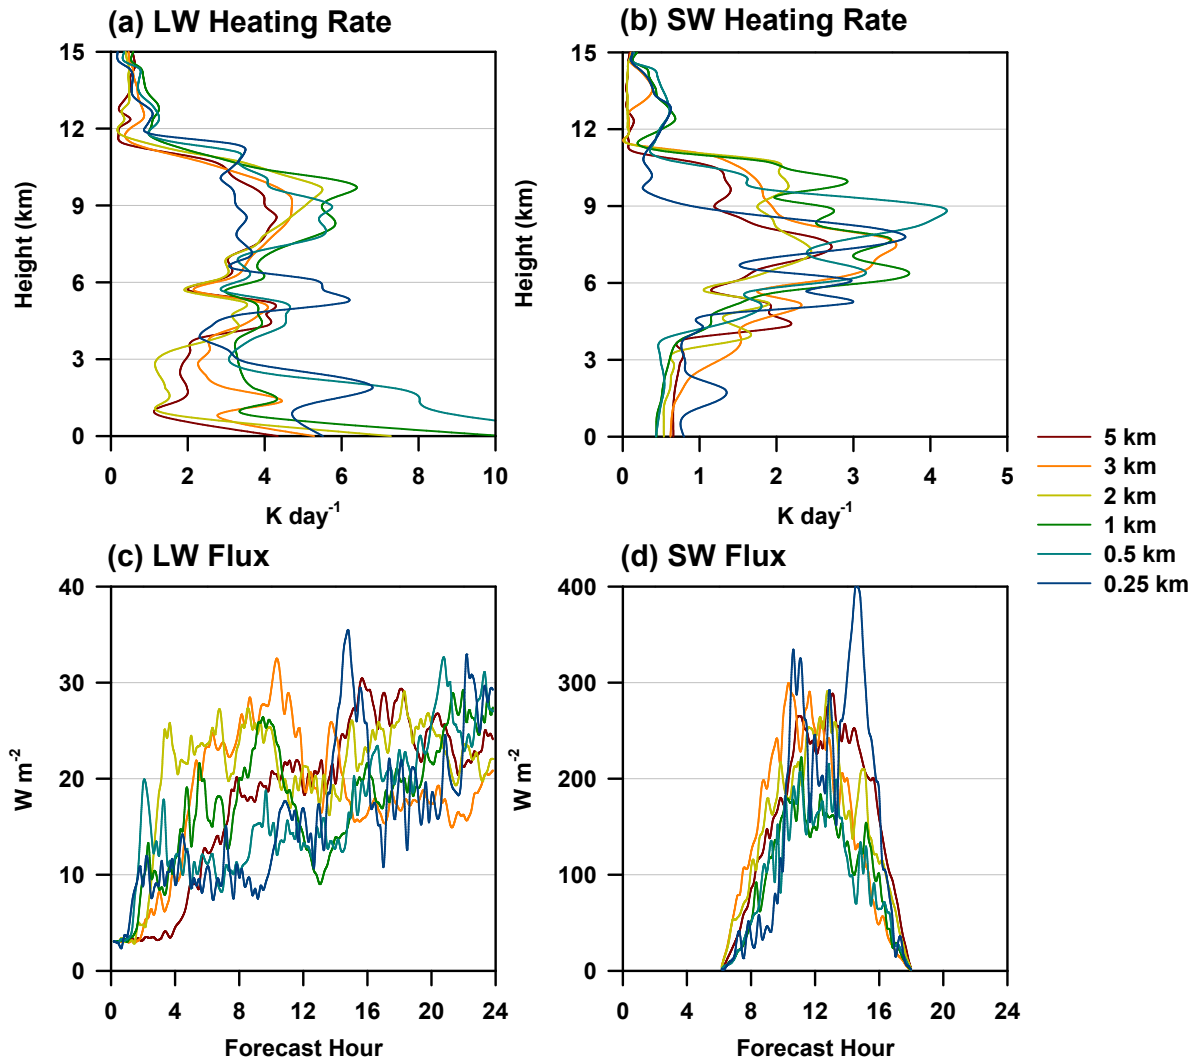 (a) LW Heating Rate
(b) SW Heating Rate
15
12
9
6
3
0
Height (km)
0 2 4 6 8 10
K day-1
15
12
9
6
3
0
Height (km)
0 1 2 3 4 5
K day-1
5 km
3 km
2 km
1 km
0.5 km
0.25 km
(c) LW Flux
(d) SW Flux
40
30
20
10
0
W m-2
0 4 8 12 16 20 24
Forecast Hour
400
300
200
100
0
W m-2
0 4 8 12 16 20 24
Forecast Hour